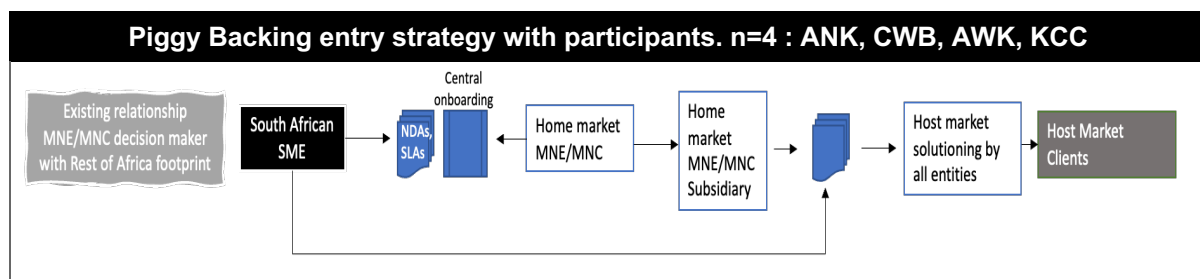 Piggy Backing entry strategy with participants. n=4 : ANK, CWB, AWK, KCC
Existing relationship
MNE/MNC decision maker
with Rest of Africa footprint
South African
SME
NDAs,
SLAs
Central
onboarding
Home market
MNE/MNC
Home
market
MNE/MNC
Subsidiary
Host market
solutioning by
all entities
Host Market
Clients